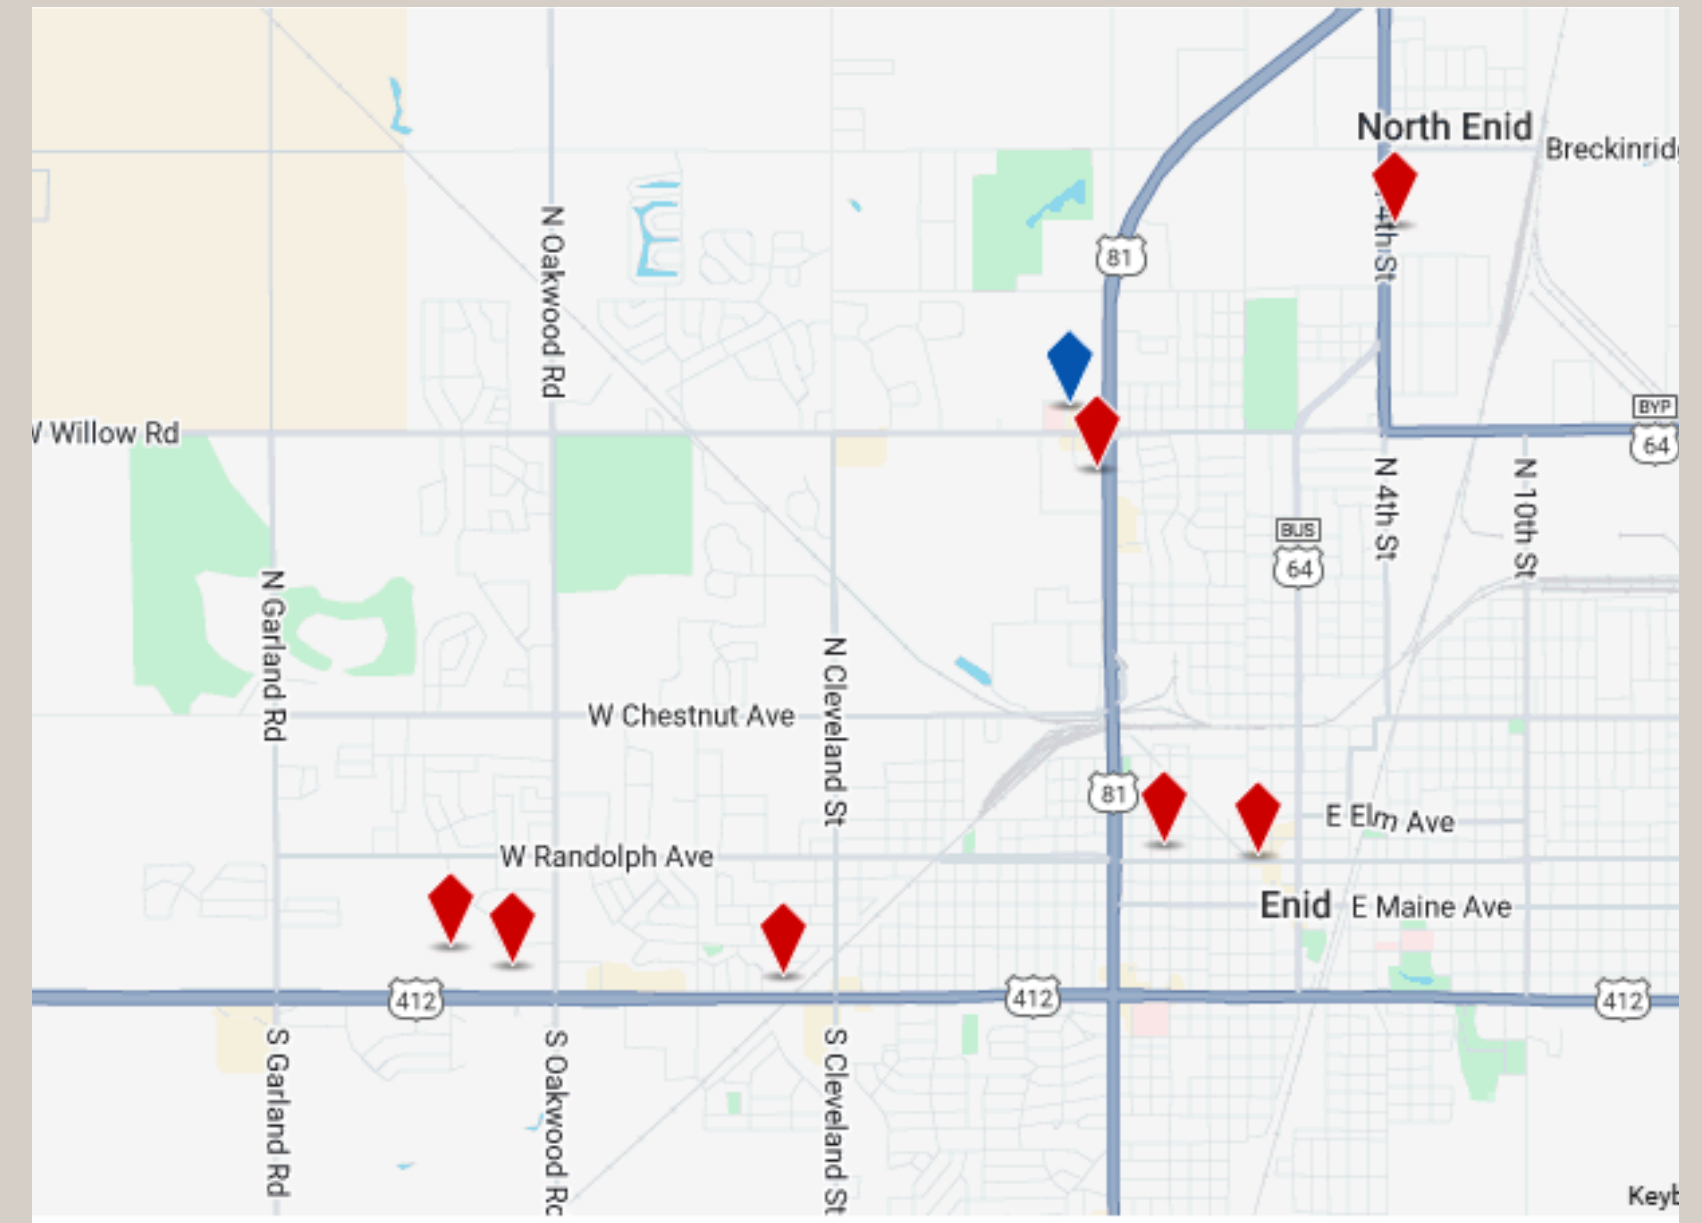 North Enid
Breckinrid
N Oakwood Rd
4th St
81
W Willow Rd
BYP
64
N 4th St
N 10th St
BUS
64
N Garland Rd
N Cleveland St
W Chestnut Ave
81
E Elm Ave
W Randolph Ave
Enid
E Maine Ave
412
412
412
S Garland Rd
S Oakwood Rd
S Cleveland St
Keyb